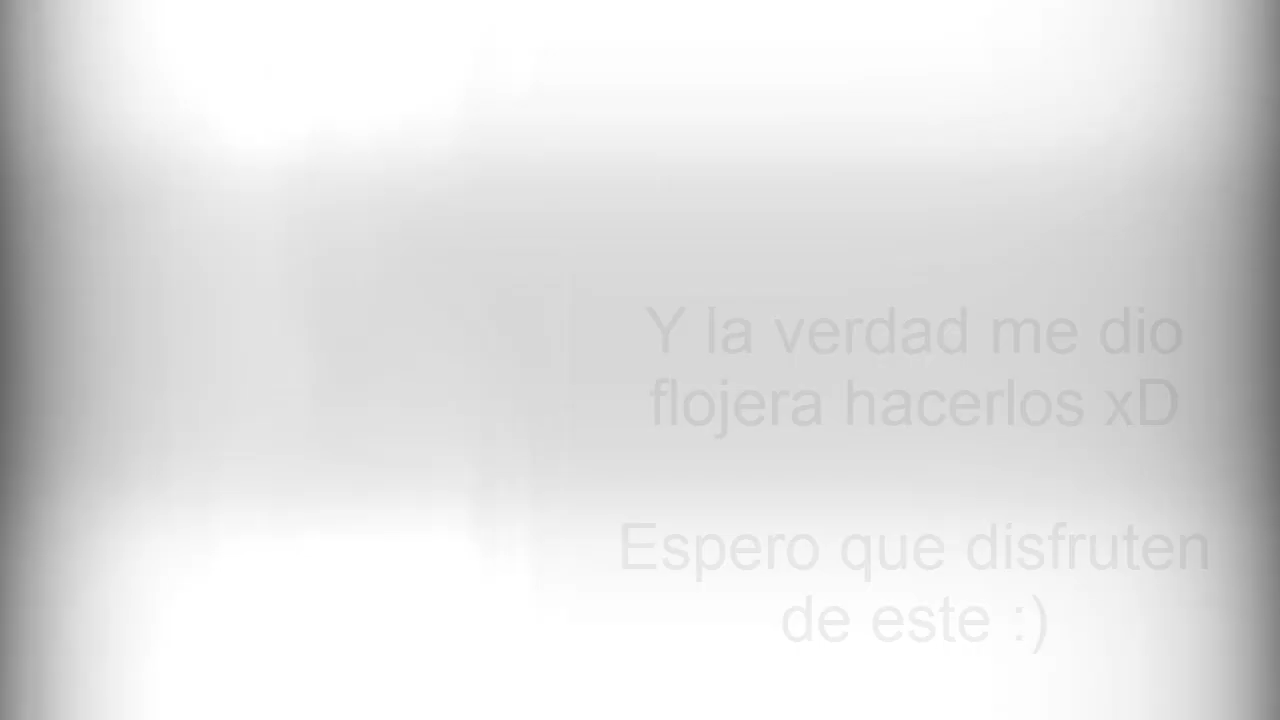 Y la verdad me dio
flojera hacerlos xD
Espero que disfruten
de este :)